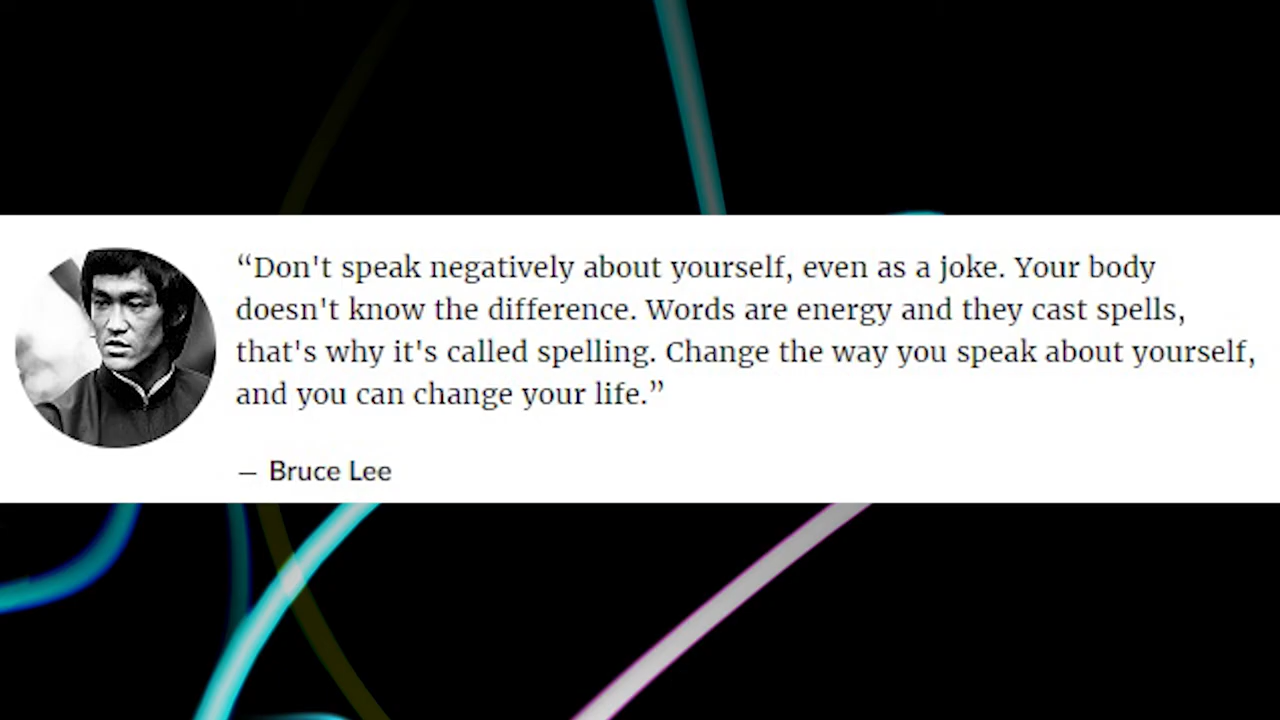 “Don't speak negatively about yourself, even as a joke. Your body
doesn't know the difference. Words are energy and they cast spells,
that's why it's called spelling. Change the way you speak about yourself,
and you can change your life.”
— Bruce Lee